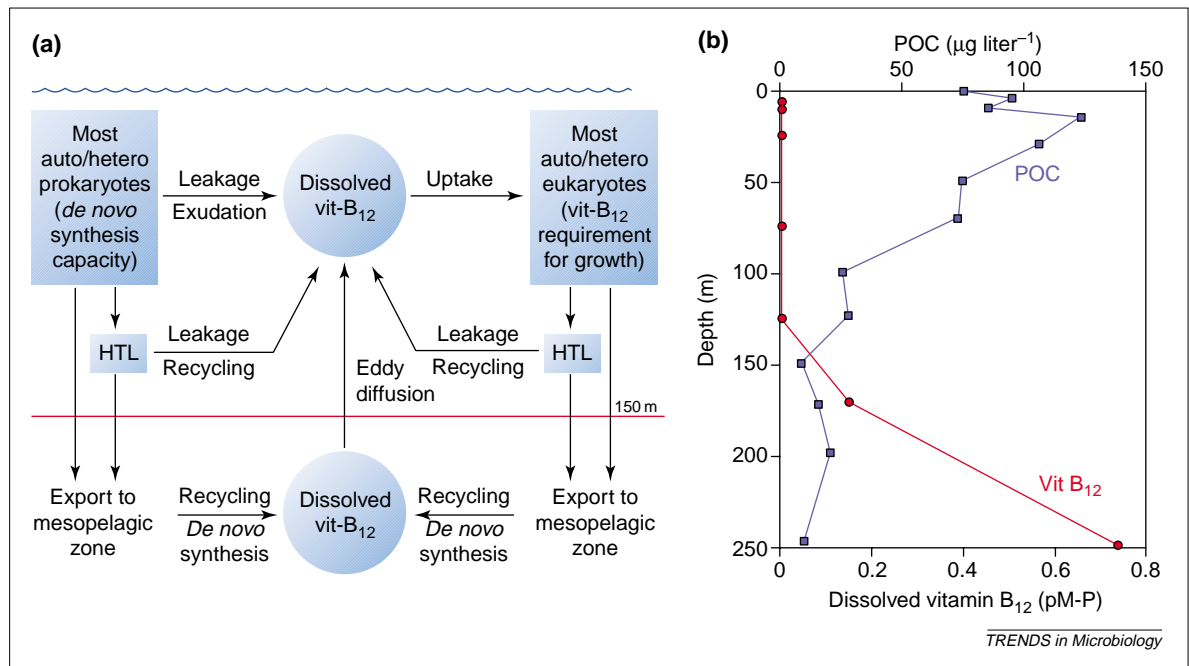 (a)
Most
auto/hetero
prokaryotes
(de novo
synthesis
capacity)
Leakage
Exudation
Dissolved
vit-B12
Uptake
Most
auto/hetero
eukaryotes
(vit-B12
requirement
for growth)
HTL
Leakage
Recycling
Eddy
diffusion
Leakage
Recycling
HTL
150 m
Export to
mesopelagic
zone
Recycling
De novo
synthesis
Dissolved
vit-B12
Recycling
De novo
synthesis
Export to
mesopelagic
zone
(b)
POC (μg liter–1)
0 50 100 150
Depth (m)
0
50
100
150
200
250
POC
Vit B12
0 0.2 0.4 0.6 0.8
Dissolved vitamin B12 (pM-P)
TRENDS in Microbiology